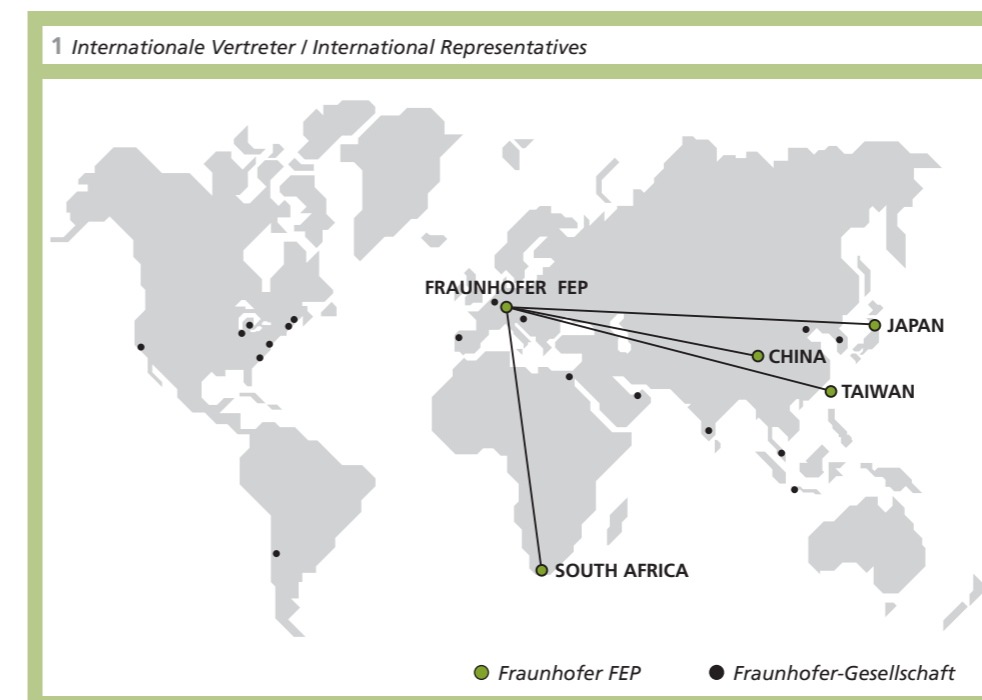 1 Internationale Vertreter / International Representatives
FRAUNHOFER FEP
JAPAN
CHINA
TAIWAN
SOUTH AFRICA
Fraunhofer FEP
Fraunhofer-Gesellschaft